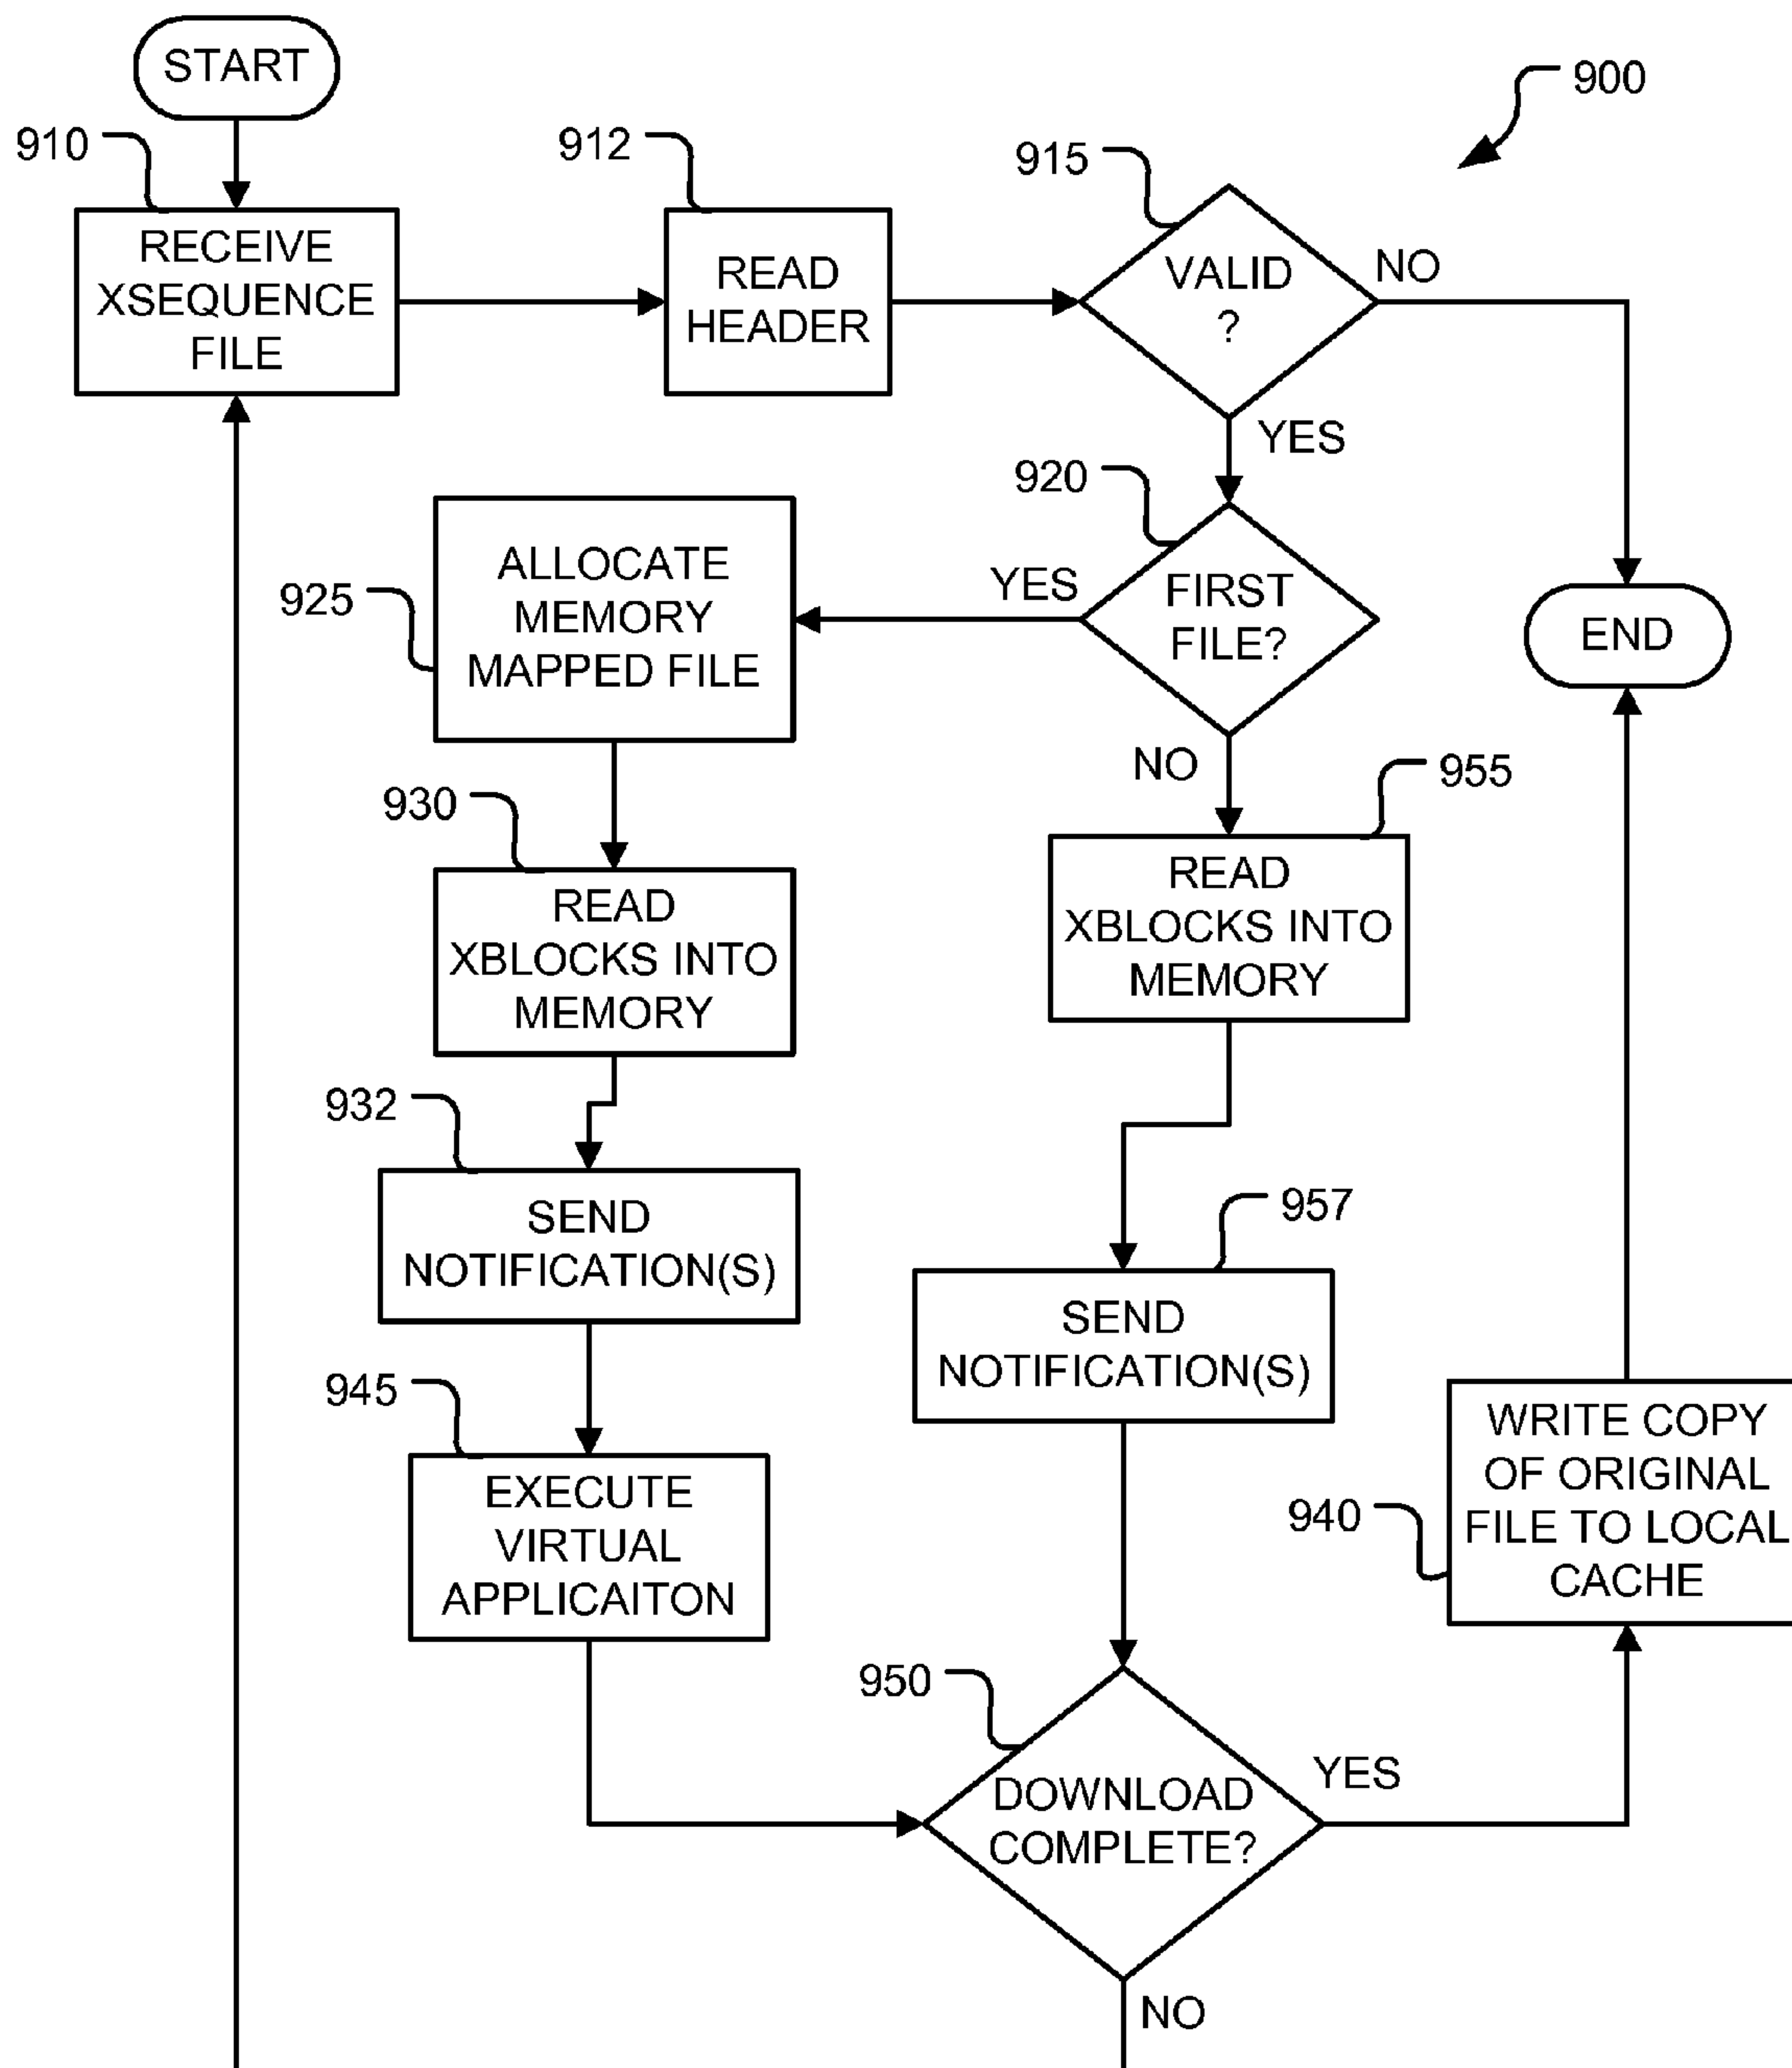 START
900
910
912
915
RECEIVE
XSEQUENCE
FILE
READ
HEADER
VALID
?
NO
YES
920
925
ALLOCATE
MEMORY
MAPPED FILE
YES
FIRST
FILE?
END
NO
930
955
READ
XBLOCKS INTO
MEMORY
READ
XBLOCKS INTO
MEMORY
932
SEND
NOTIFICATION(S)
957
SEND
NOTIFICATION(S)
945
EXECUTE
VIRTUAL
APPLICAITON
940
WRITE COPY
OF ORIGINAL
FILE TO LOCAL
CACHE
950
DOWNLOAD
COMPLETE?
YES
NO